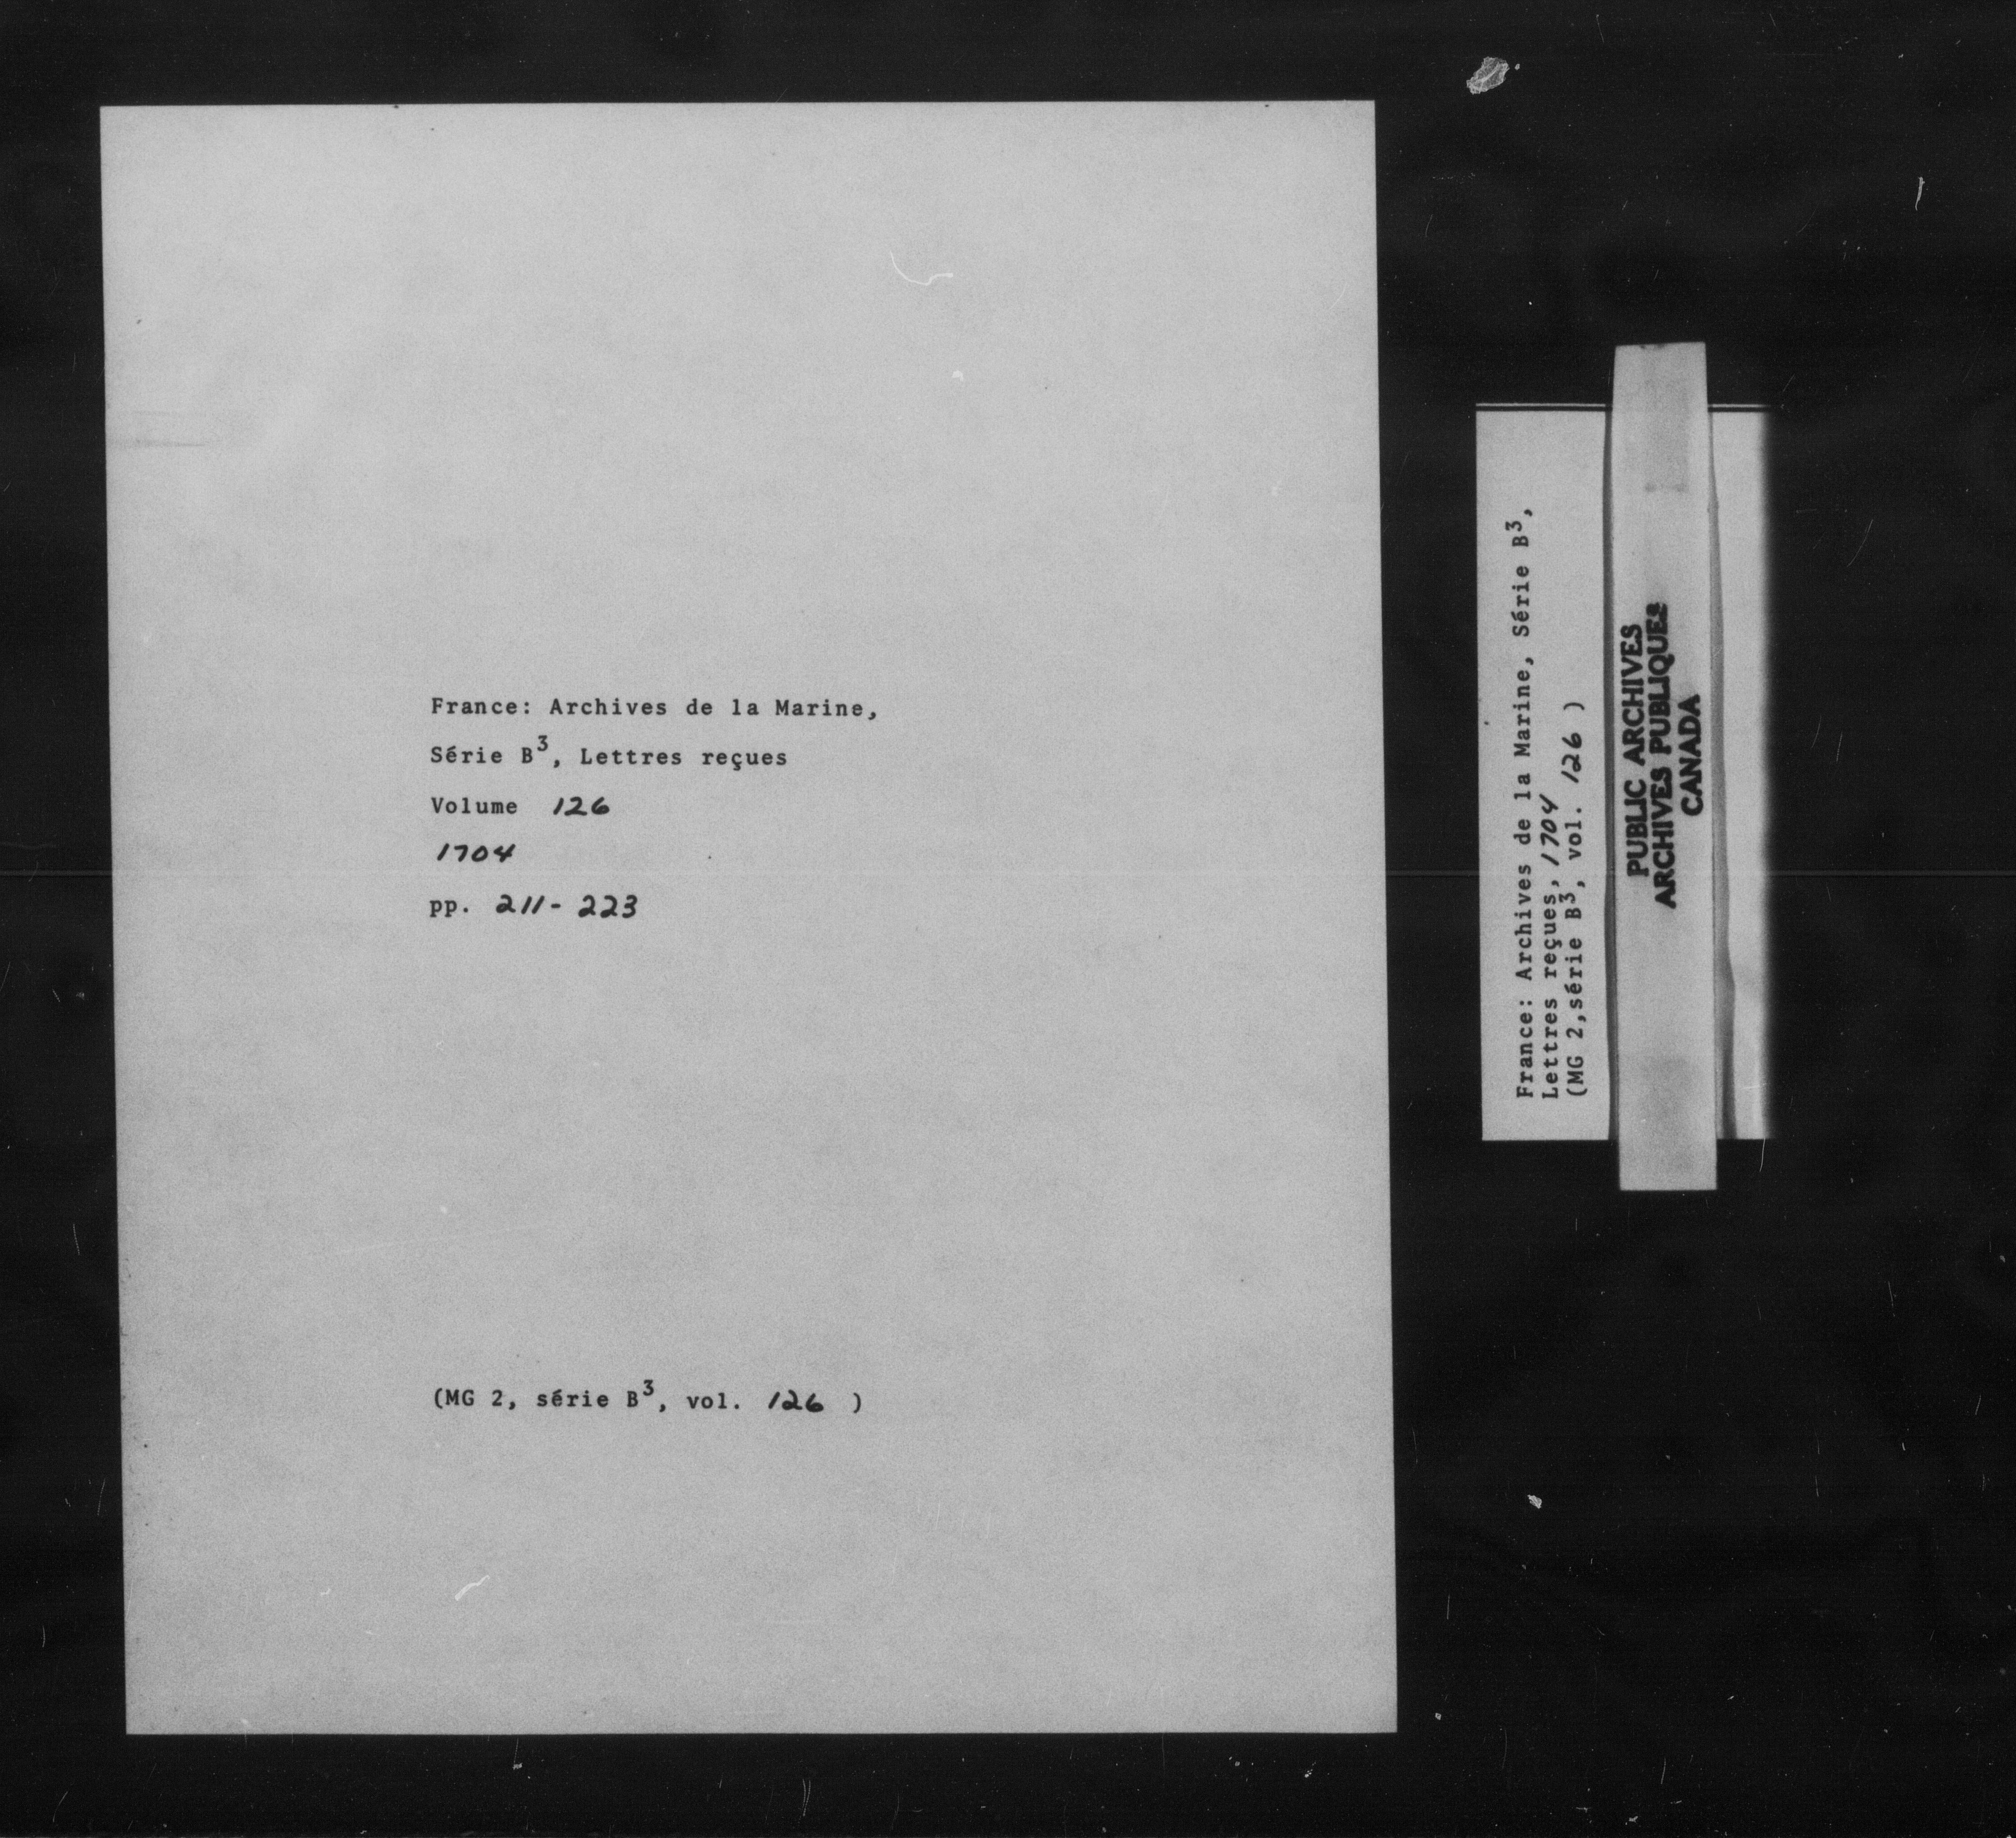 France: Archives de la Marine,
Série B³, Lettres reçues
Volume 126
1704
pp. 211-223
(MG 2, série B³, vol. 126 )
France: Archives de la Marine, Série B³,
Lettres reçues, 1704
(MG 2,série B³, vol. 126 )
PUBLIC ARCHIVES
ARCHIVES PUBLIQUES
CANADA